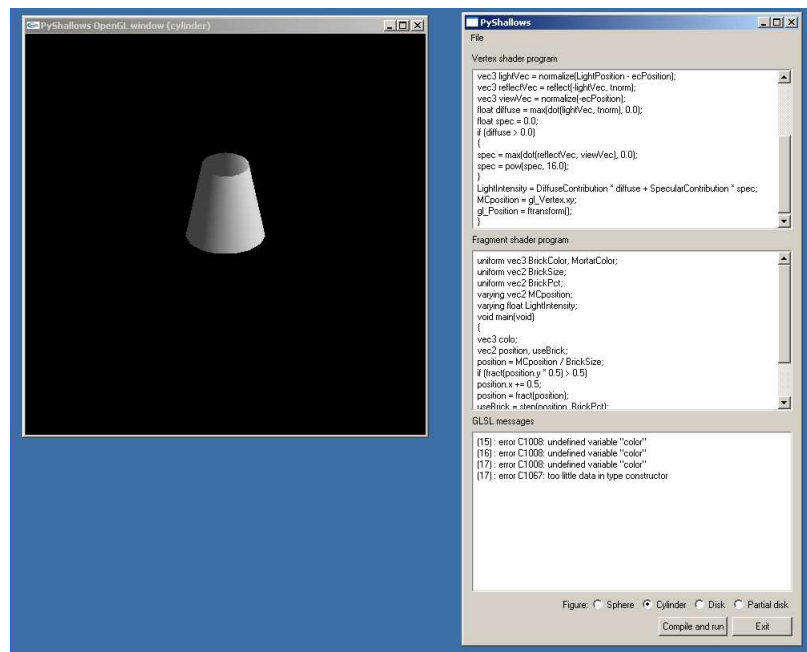 PyShallows OpenGL window (cylinder)
PyShallows
File
Vertex shader program
vec3 lightVec = normalize(LightPosition - ecPosition);
vec3 reflectVec = reflect(-lightVec, tnorm);
vec3 viewVec = normalize(-ecPosition);
float diffuse = max(dot(lightVec, tnorm), 0.0);
float spec = 0.0;
if (diffuse > 0.0)
{
spec = max(dot(reflectVec, viewVec), 0.0);
spec = pow(spec, 16.0);
}
LightIntensity = DiffuseContribution * diffuse + SpecularContribution * spec;
MCposition = gl_Vertex.xy;
gl_Position = ftransform();
}
Fragment shader program
uniform vec3 BrickColor, MortarColor;
uniform vec2 BrickSize;
uniform vec2 BrickPct;
varying vec2 MCposition;
varying float LightIntensity;
void main(void)
{
vec3 colo;
vec2 position, useBrick;
position = MCposition / BrickSize;
if (fract(position.y * 0.5) > 0.5)
position.x += 0.5;
position = fract(position);
useBrick = step(position, BrickPct);
GLSL messages
(15) : error C1008: undefined variable "color"
(16) : error C1008: undefined variable "color"
(17) : error C1008: undefined variable "color"
(17) : error C1067: too little data in type constructor
Figure: Sphere Cylinder Disk Partial disk
Compile and run Exit